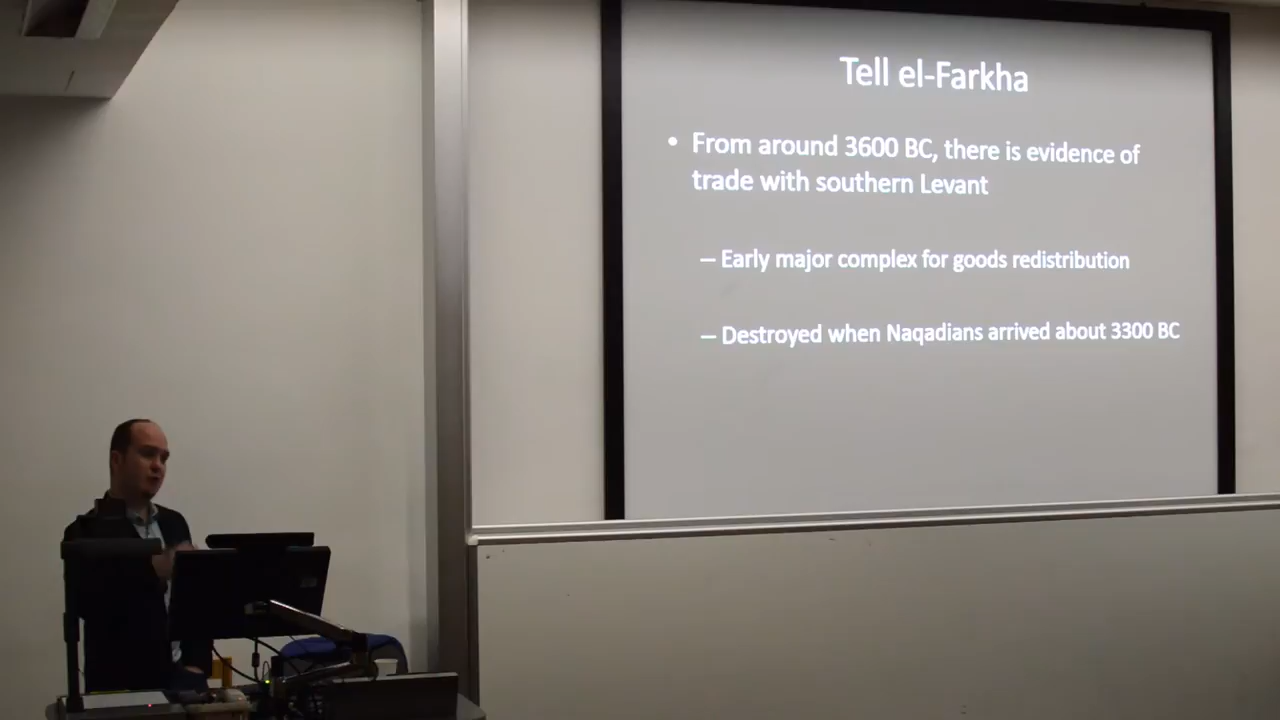 Tell el-Farkha
• From around 3600 BC, there is evidence of
trade with southern Levant
– Early major complex for goods redistribution
– Destroyed when Naqadians arrived about 3300 BC